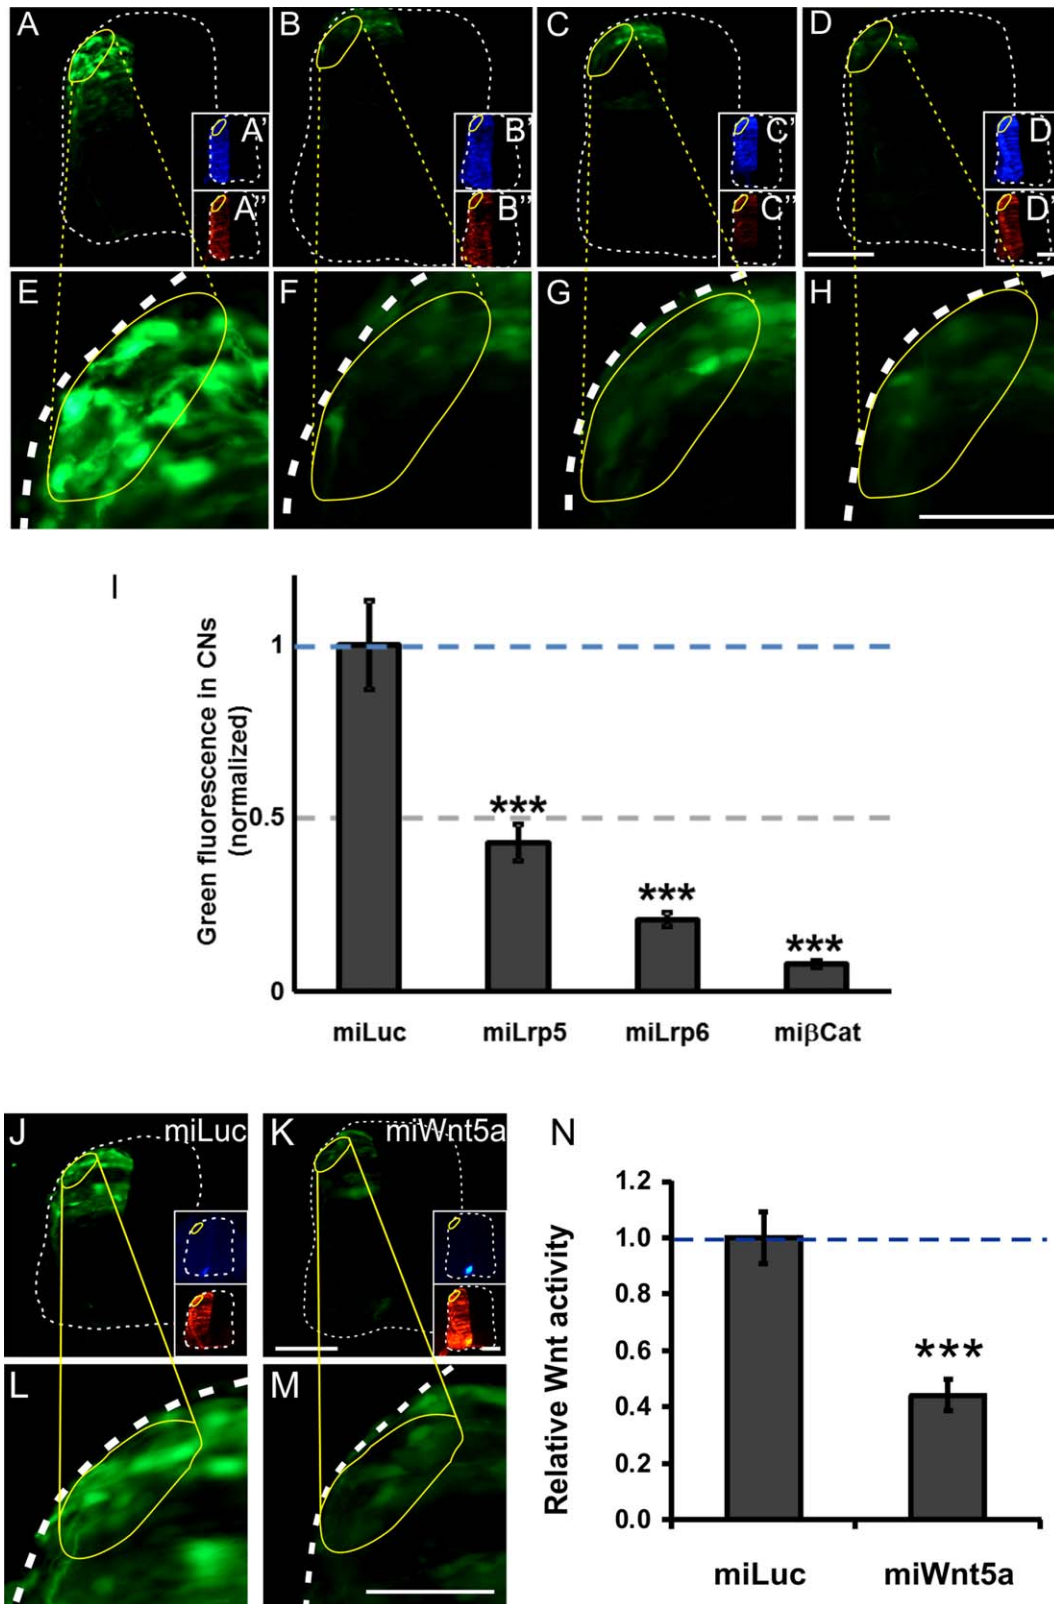 A
B
C
D
A'
B'
C'
D'
A''
B''
C''
D''
E
F
G
H
I
Green fluorescence in CNs
(normalized)
1
0.5
0
***
***
***
miLuc
miLrp5
miLrp6
miβCat
J
miLuc
K
miWnt5a
L
M
N
Relative Wnt activity
1.2
1.0
0.8
0.6
0.4
0.2
0.0
***
miLuc
miWnt5a